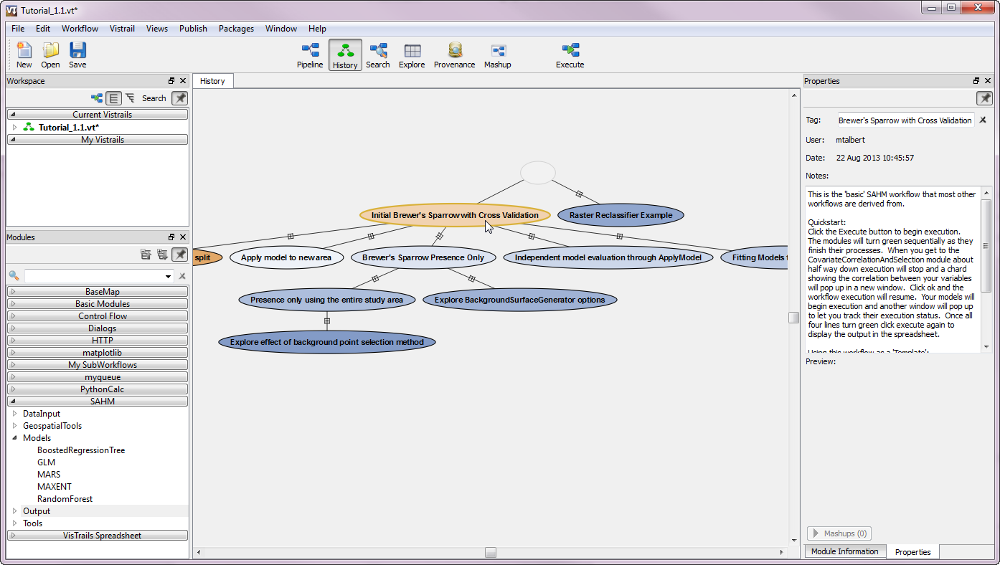 Tutorial_1.1.vt*
File Edit Workflow Vistrail Views Publish Packages Window Help
New Open Save Pipeline History Search Explore Provenance Mashup Execute
Workspace
Search
Current Vistrails
Tutorial_1.1.vt*
My Vistrails
Modules
BaseMap
Basic Modules
Control Flow
Dialogs
HTTP
matplotlib
My SubWorkflows
myqueue
PythonCalc
SAHM
DataInput
GeospatialTools
Models
BoostedRegressionTree
GLM
MARS
MAXENT
RandomForest
Output
Tools
VisTrails Spreadsheet
History
Initial Brewer's Sparrow with Cross Validation
Raster Reclassifier Example
split
Apply model to new area
Brewer's Sparrow Presence Only
Independent model evaluation through ApplyModel
Fitting Models t
Presence only using the entire study area
Explore BackgroundSurfaceGenerator options
Explore effect of background point selection method
Properties
Tag: Brewer's Sparrow with Cross Validation
User: mtalbert
Date: 22 Aug 2013 10:45:57
Notes:
This is the 'basic' SAHM workflow that most other
workflows are derived from.
Quickstart:
Click the Execute button to begin execution.
The modules will turn green sequentially as they
finish their processes. When you get to the
CovariateCorrelationAndSelection module about
half way down execution will stop and a chard
showing the correlation between your variables
will pop up in a new window. Click ok and the
workflow execution will resume. Your models will
begin execution and another window will pop up
to let you track their execution status. Once all
four lines turn green click execute again to
display the output in the spreadsheet.
Using this workflow as a 'Template':
Preview:
Mashups (0)
Module Information Properties